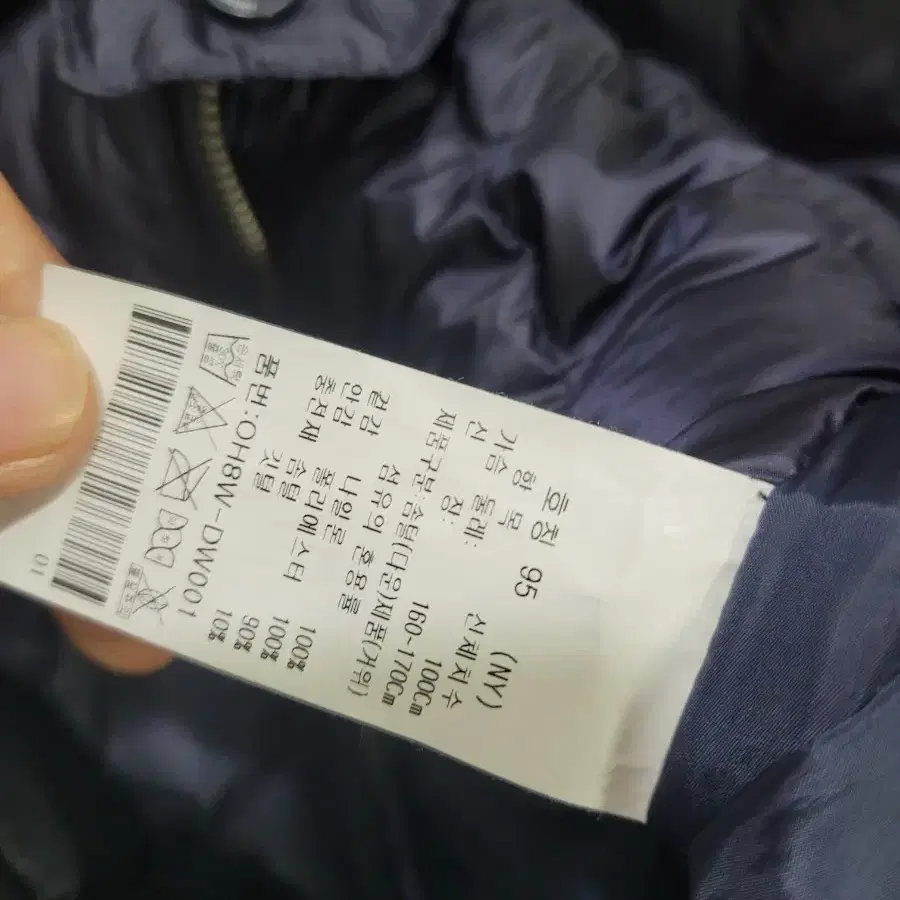 호칭 95 (NY)
항 목 신체치수
가슴 둘레: 100Cm
신 장: 160-170Cm
제품구분:솜털(다운)제품(거위)
섬유의 혼용률
겉감 나일론 100%
안감 폴리에스터 100%
충전재 솜털 90%
깃털 10%
품번:OH8W-DW001
01